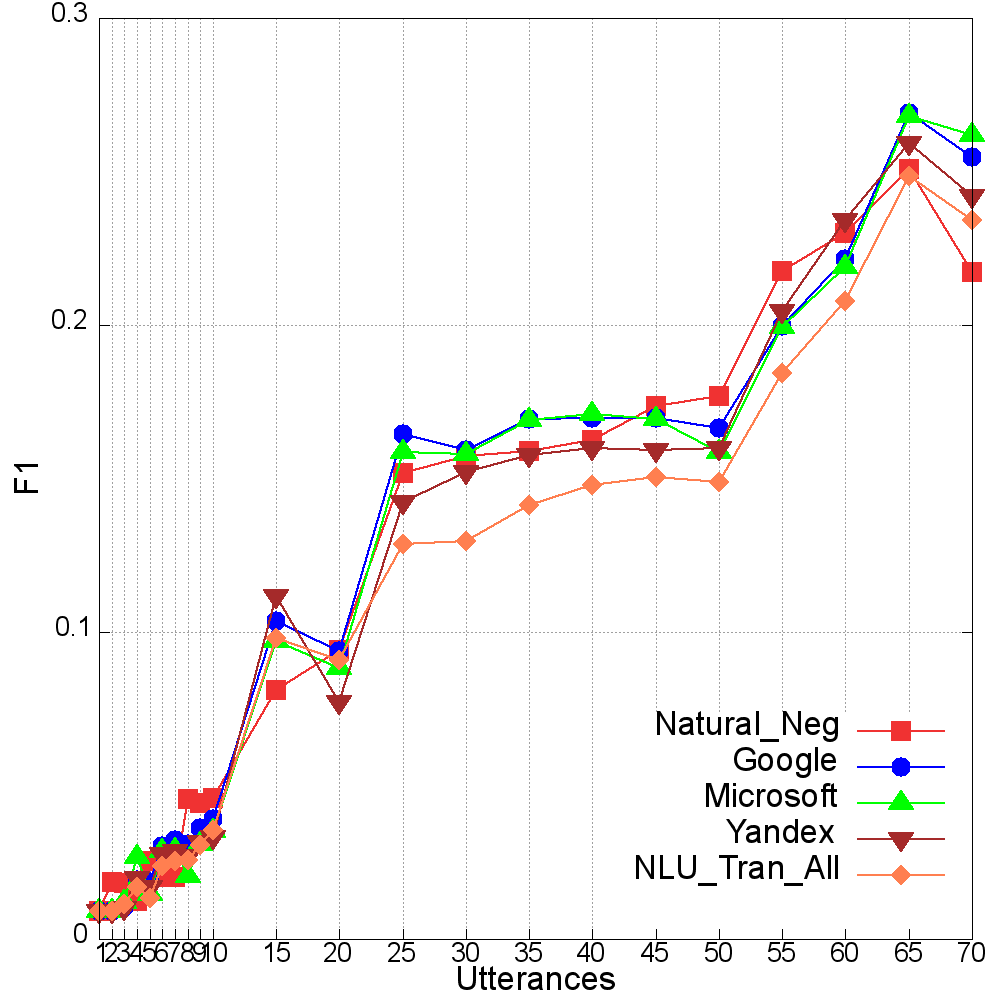 0.3
0.2
0.1
0
F1
1 2 3 4 5 6 7 8 9 10 15 20 25 30 35 40 45 50 55 60 65 70
Utterances
Natural_Neg
Google
Microsoft
Yandex
NLU_Tran_All